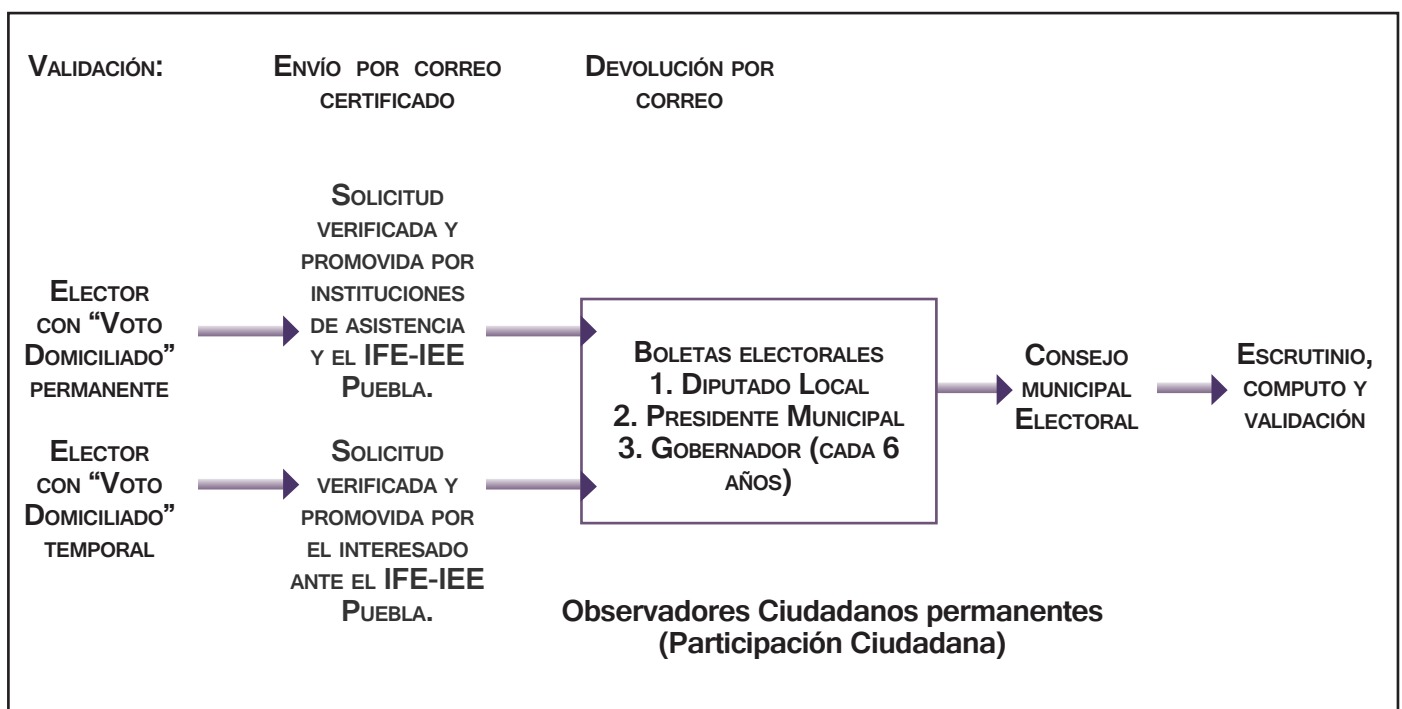 Validación:
Envío por correo
certificado
Devolución por
correo
Elector
con “Voto
Domiciliado”
permanente
Solicitud
verificada y
promovida por
instituciones
de asistencia
y el IFE-IEE
Puebla.
Elector
con “Voto
Domiciliado”
temporal
Solicitud
verificada y
promovida por
el interesado
ante el IFE-IEE
Puebla.
Boletas electorales
1. Diputado Local
2. Presidente Municipal
3. Gobernador (cada 6
años)
Consejo
municipal
Electoral
Escrutinio,
computo y
validación
Observadores Ciudadanos permanentes
(Participación Ciudadana)